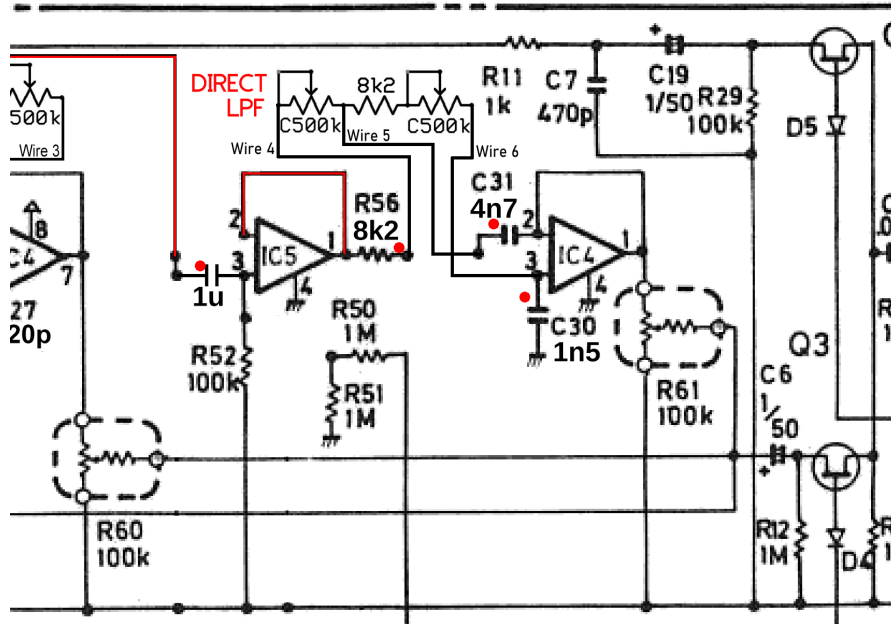 R11
1k
C7
470p
C19
1/50
R29
100k
D5
DIRECT
LPF
8k2
500k
C500k
C500k
Wire 3
Wire 4
Wire 5
Wire 6
8
C4
7
27
20p
2
3
IC5
1
4
1u
R56
8k2
C31
4n7
2
3
IC4
1
4
C30
1n5
R50
1M
R51
1M
R52
100k
R61
100k
Q3
C6
1/
50
R60
100k
R12
1M
D4